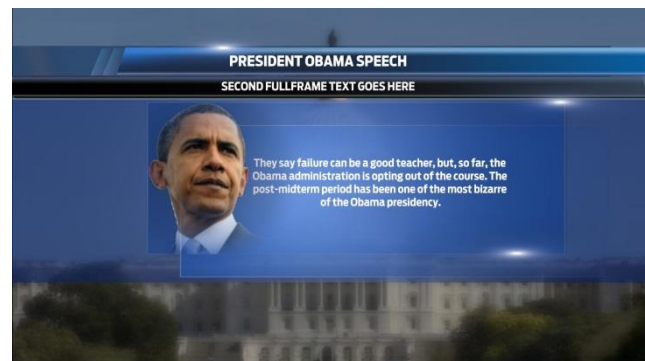 PRESIDENT OBAMA SPEECH
SECOND FULLFRAME TEXT GOES HERE
They say failure can be a good teacher, but, so far, the
Obama administration is opting out of the course. The
post-midterm period has been one of the most bizarre
of the Obama presidency.